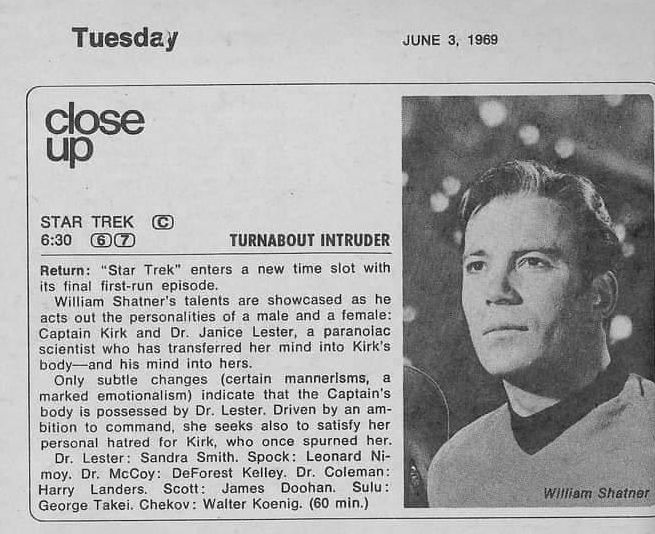 Tuesday
JUNE 3, 1969
close
up
STAR TREK Ⓒ
6:30 ⑥⑦ TURNABOUT INTRUDER
Return: "Star Trek" enters a new time slot with
its final first-run episode.
William Shatner's talents are showcased as he
acts out the personalities of a male and a female:
Captain Kirk and Dr. Janice Lester, a paranoiac
scientist who has transferred her mind into Kirk's
body—and his mind into hers.
Only subtle changes (certain mannerisms, a
marked emotionalism) indicate that the Captain's
body is possessed by Dr. Lester. Driven by an am-
bition to command, she seeks also to satisfy her
personal hatred for Kirk, who once spurned her.
Dr. Lester: Sandra Smith. Spock: Leonard Ni-
moy. Dr. McCoy: DeForest Kelley. Dr. Coleman:
Harry Landers. Scott: James Doohan. Sulu:
George Takei. Chekov: Walter Koenig. (60 min.)
William Shatner